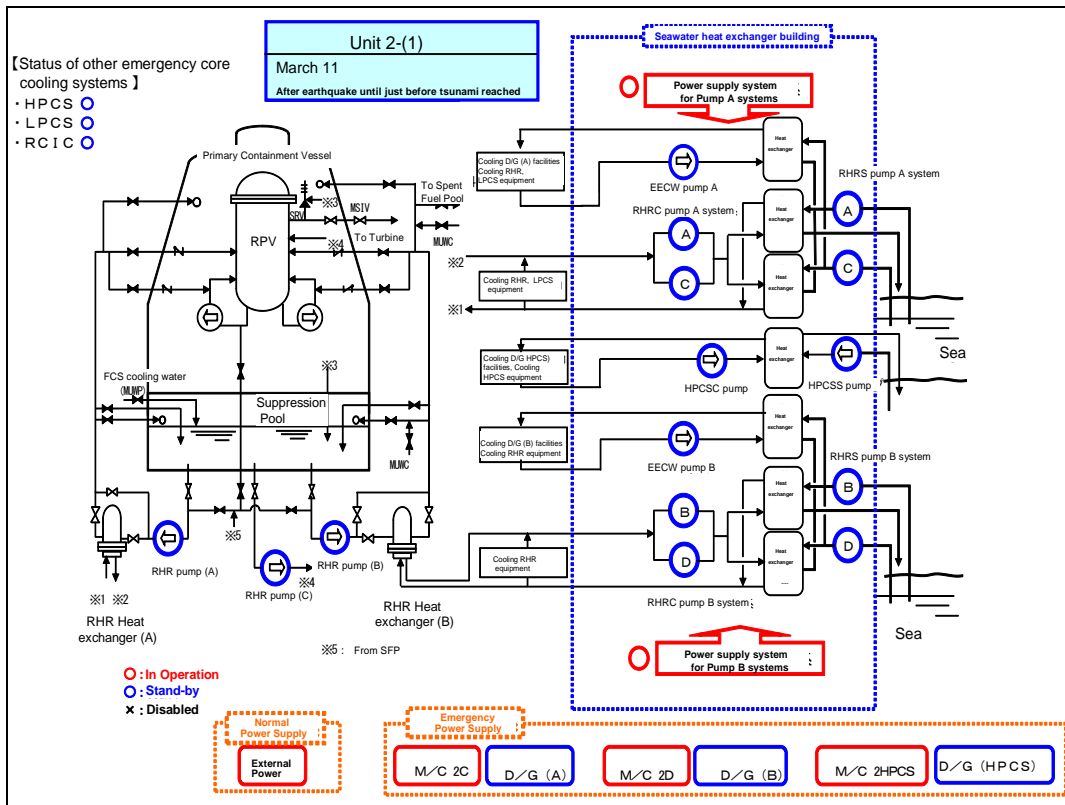 Unit 2-(1)
March 11
After earthquake until just before tsunami reached
【Status of other emergency core
cooling systems 】
・HPCS
・LPCS
・RCIC
Seawater heat exchanger building
Power supply system
for Pump A systems
Primary Containment Vessel
※3
SRV
MSIV
RPV
※4
To Turbine
To Spent
Fuel Pool
MUWC
Cooling D/G (A) facilities
Cooling RHR,
LPCS equipment
EECW pump A
Heat
exchanger
RHRS pump A system
RHRC pump A system
A
C
Heat
exchanger
Heat
exchanger
A
C
※2
Cooling RHR, LPCS
equipment
※1
Sea
Cooling D/G HPCS)
facilities, Cooling
HPCS equipment
HPCSC pump
Heat
exchanger
HPCSS pump
FCS cooling water
(MUWP)
※3
Suppression
Pool
MUWC
Cooling D/G (B) facilities
Cooling RHR equipment
EECW pump B
Heat
exchanger
RHRS pump B system
B
D
Heat
exchanger
Heat
exchanger
B
D
Cooling RHR
equipment
RHRC pump B system
Sea
※5
RHR pump (A)
RHR pump (B)
※4
RHR pump (C)
※1 ※2
RHR Heat
exchanger (A)
RHR Heat
exchanger (B)
※5 : From SFP
Power supply system
for Pump B systems
: In Operation
: Stand-by
× : Disabled
Normal
Power Supply
External
Power
Emergency
Power Supply
M/C 2C
D/G (A)
M/C 2D
D/G (B)
M/C 2HPCS
D/G (HPCS)